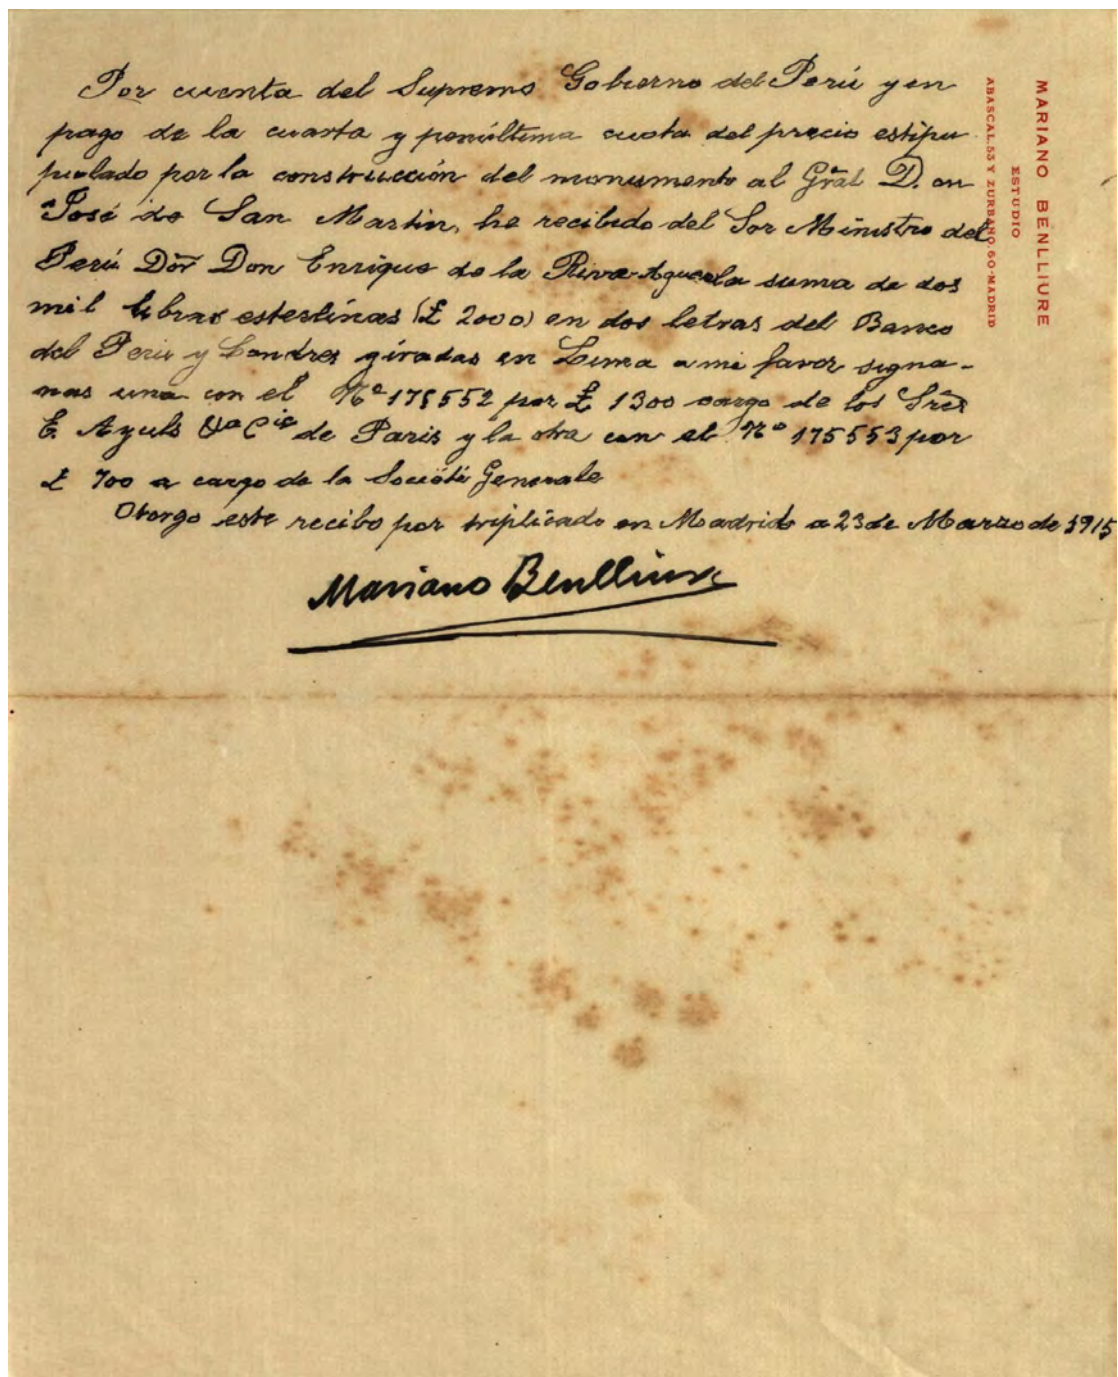 MARIANO BENLLIURE
ESTUDIO
ABASCAL, 53 Y ZURBANO, 60-MADRID
Por cuenta del Supremo Gobierno del Perú y en
pago de la cuarta y penúltima cuota del precio estipu
pulado por la construcción del monumento al Gral D. on
José de San Martin, he recibido del Sor Ministro del
Perú Dor Don Enrique de la Riva Aguero la suma de dos
mil libras esterlinas (£ 2000) en dos letras del Banco
del Perú y Londres giradas en Lima a mi favor signa-
nas una con el Nº 175552 por £ 1300 cargo de los Sres
E. de Paris y la otra con el Nº 175553 por
£ 700 a cargo de la Societé Generale
Otorgo este recibo por triplicado en Madrid a 23 de Marzo de 1915
Mariano Benlliure